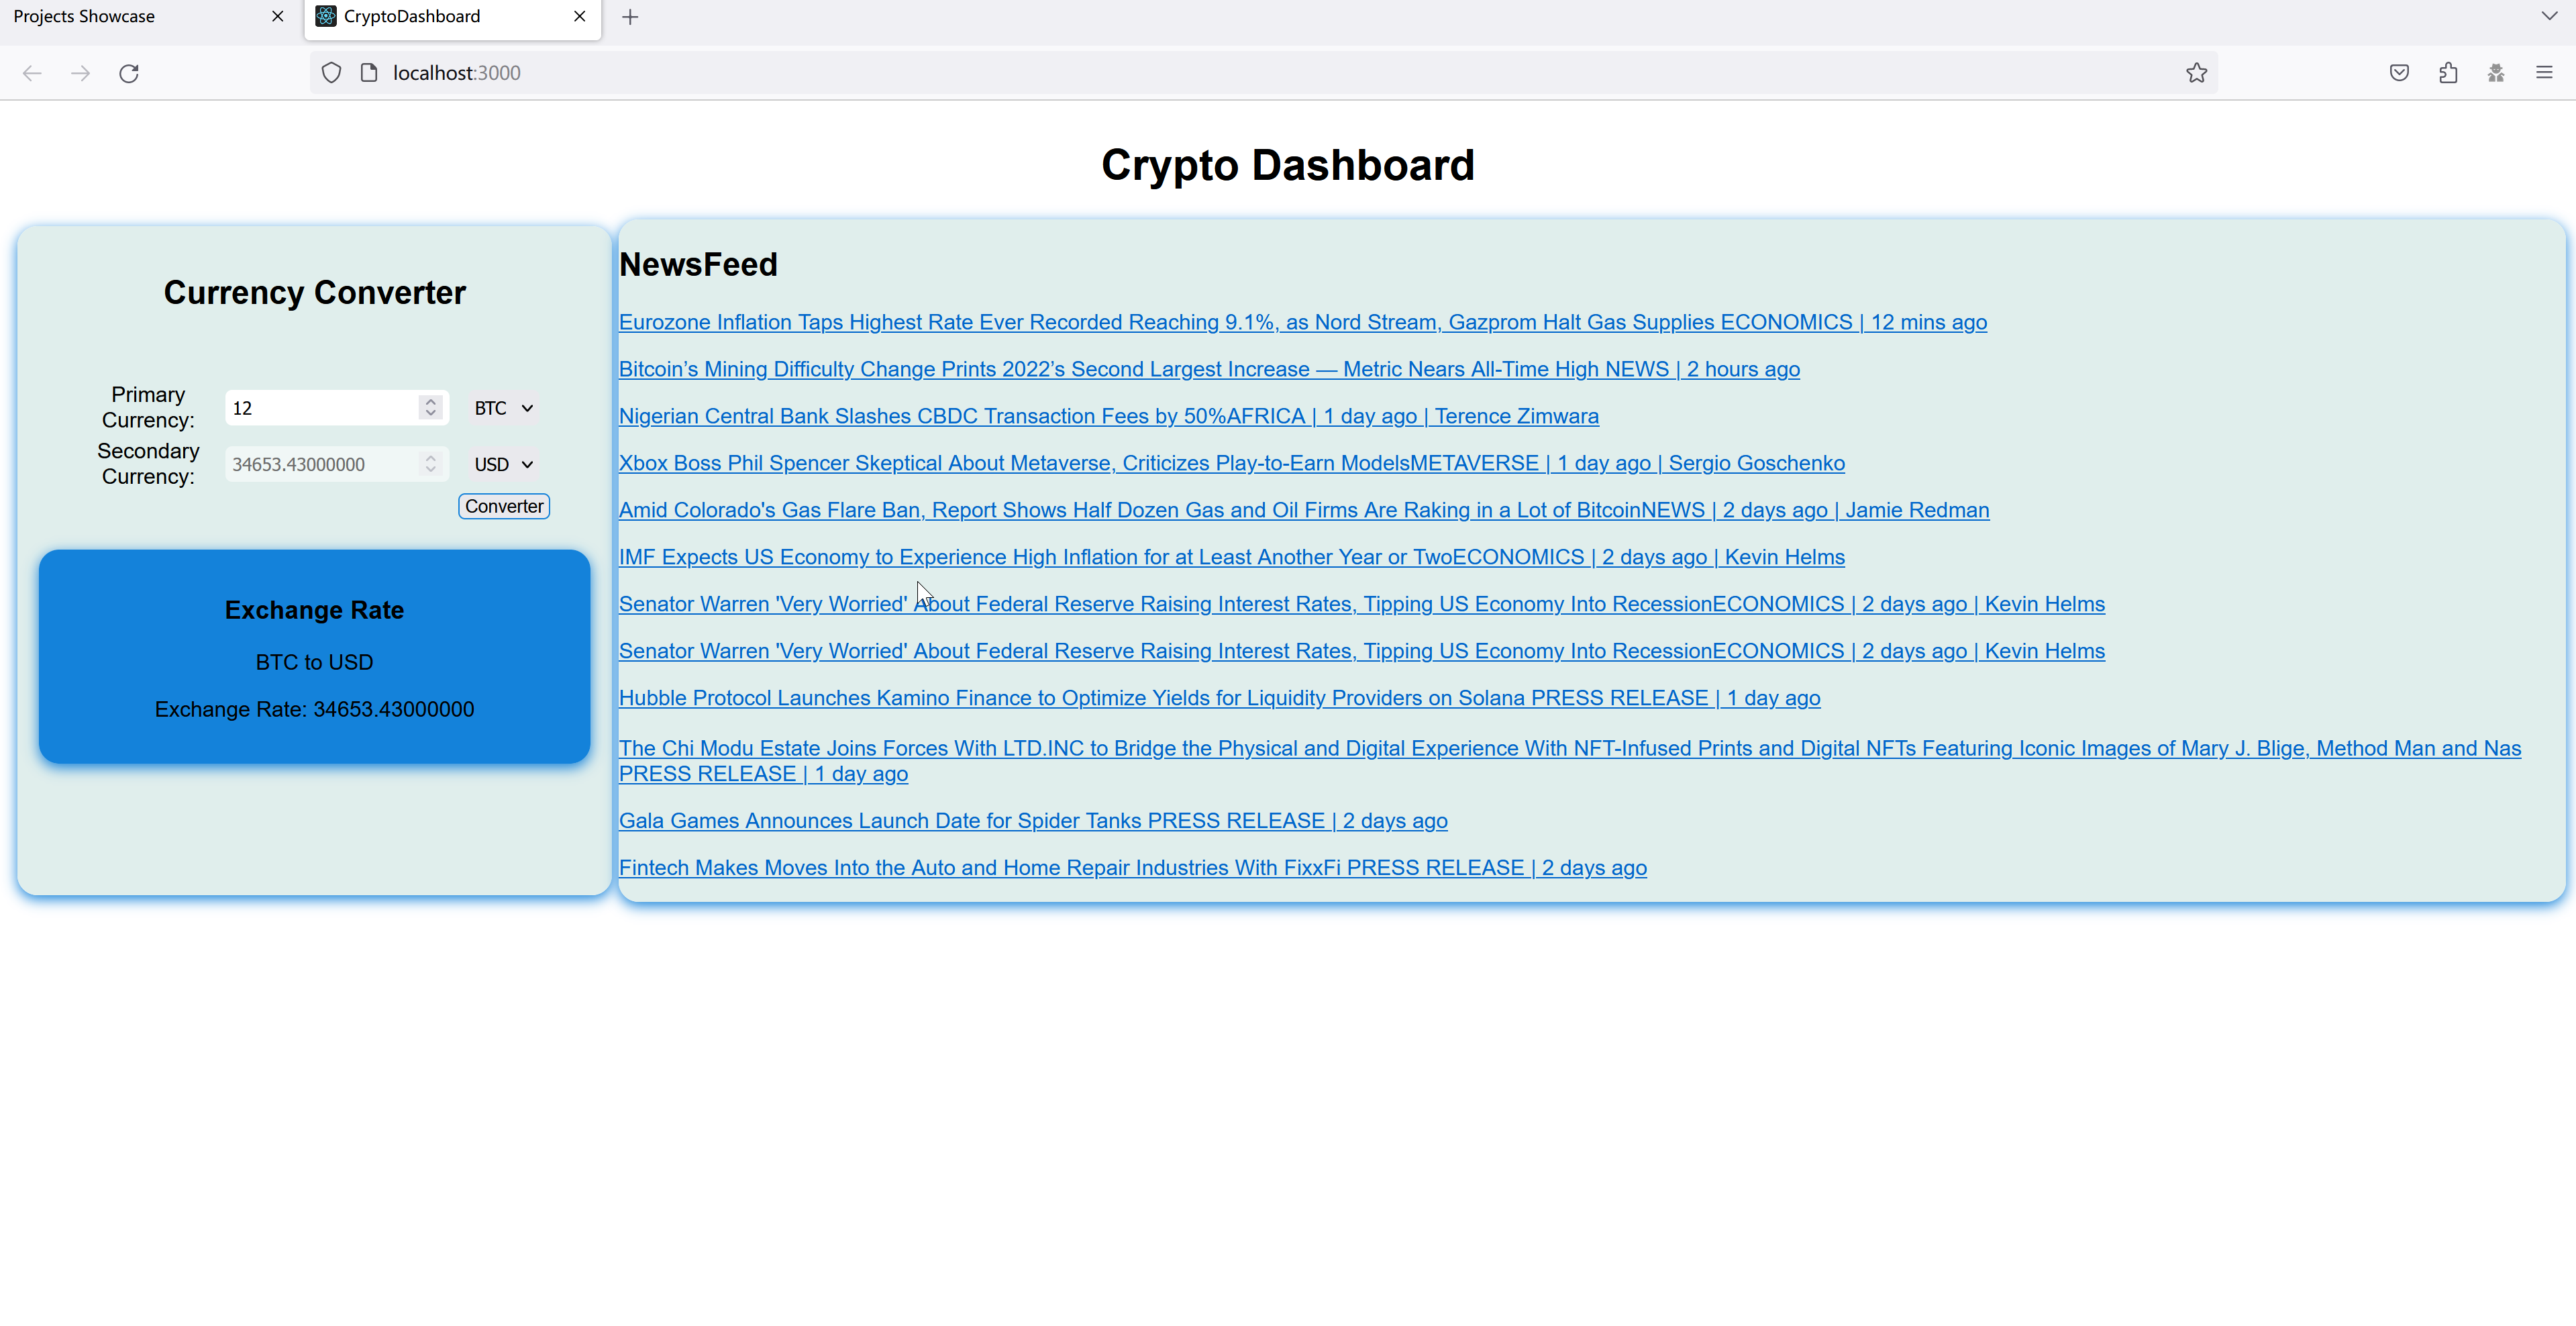 Projects Showcase
CryptoDashboard
localhost:3000
Crypto Dashboard
Currency Converter
Primary
Currency:
12
BTC
Secondary
Currency:
34653.43000000
USD
Converter
Exchange Rate
BTC to USD
Exchange Rate: 34653.43000000
NewsFeed
Eurozone Inflation Taps Highest Rate Ever Recorded Reaching 9.1%, as Nord Stream, Gazprom Halt Gas Supplies ECONOMICS | 12 mins ago
Bitcoin’s Mining Difficulty Change Prints 2022’s Second Largest Increase — Metric Nears All-Time High NEWS | 2 hours ago
Nigerian Central Bank Slashes CBDC Transaction Fees by 50%AFRICA | 1 day ago | Terence Zimwara
Xbox Boss Phil Spencer Skeptical About Metaverse, Criticizes Play-to-Earn ModelsMETAVERSE | 1 day ago | Sergio Goschenko
Amid Colorado's Gas Flare Ban, Report Shows Half Dozen Gas and Oil Firms Are Raking in a Lot of BitcoinNEWS | 2 days ago | Jamie Redman
IMF Expects US Economy to Experience High Inflation for at Least Another Year or TwoECONOMICS | 2 days ago | Kevin Helms
Senator Warren 'Very Worried' About Federal Reserve Raising Interest Rates, Tipping US Economy Into RecessionECONOMICS | 2 days ago | Kevin Helms
Senator Warren 'Very Worried' About Federal Reserve Raising Interest Rates, Tipping US Economy Into RecessionECONOMICS | 2 days ago | Kevin Helms
Hubble Protocol Launches Kamino Finance to Optimize Yields for Liquidity Providers on Solana PRESS RELEASE | 1 day ago
The Chi Modu Estate Joins Forces With LTD.INC to Bridge the Physical and Digital Experience With NFT-Infused Prints and Digital NFTs Featuring Iconic Images of Mary J. Blige, Method Man and Nas
PRESS RELEASE | 1 day ago
Gala Games Announces Launch Date for Spider Tanks PRESS RELEASE | 2 days ago
Fintech Makes Moves Into the Auto and Home Repair Industries With FixxFi PRESS RELEASE | 2 days ago